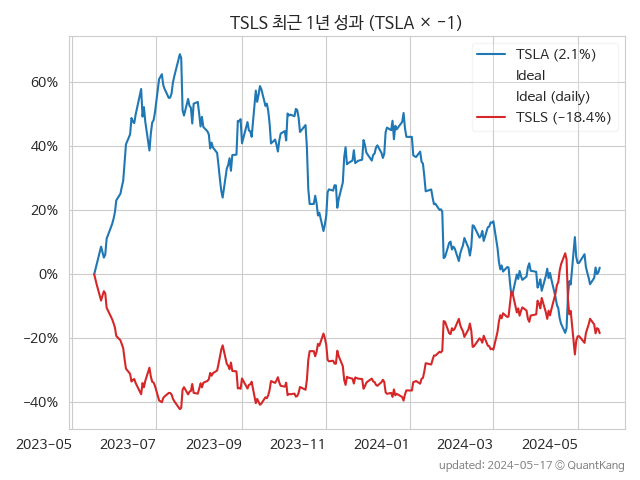 TSLS 최근 1년 성과 (TSLA × −1)
TSLA (2.1%)
Ideal
Ideal (daily)
TSLS (−18.4%)
60%
40%
20%
0%
−20%
−40%
2023−05
2023−07
2023−09
2023−11
2024−01
2024−03
2024−05
updated: 2024−05−17 © QuantKang